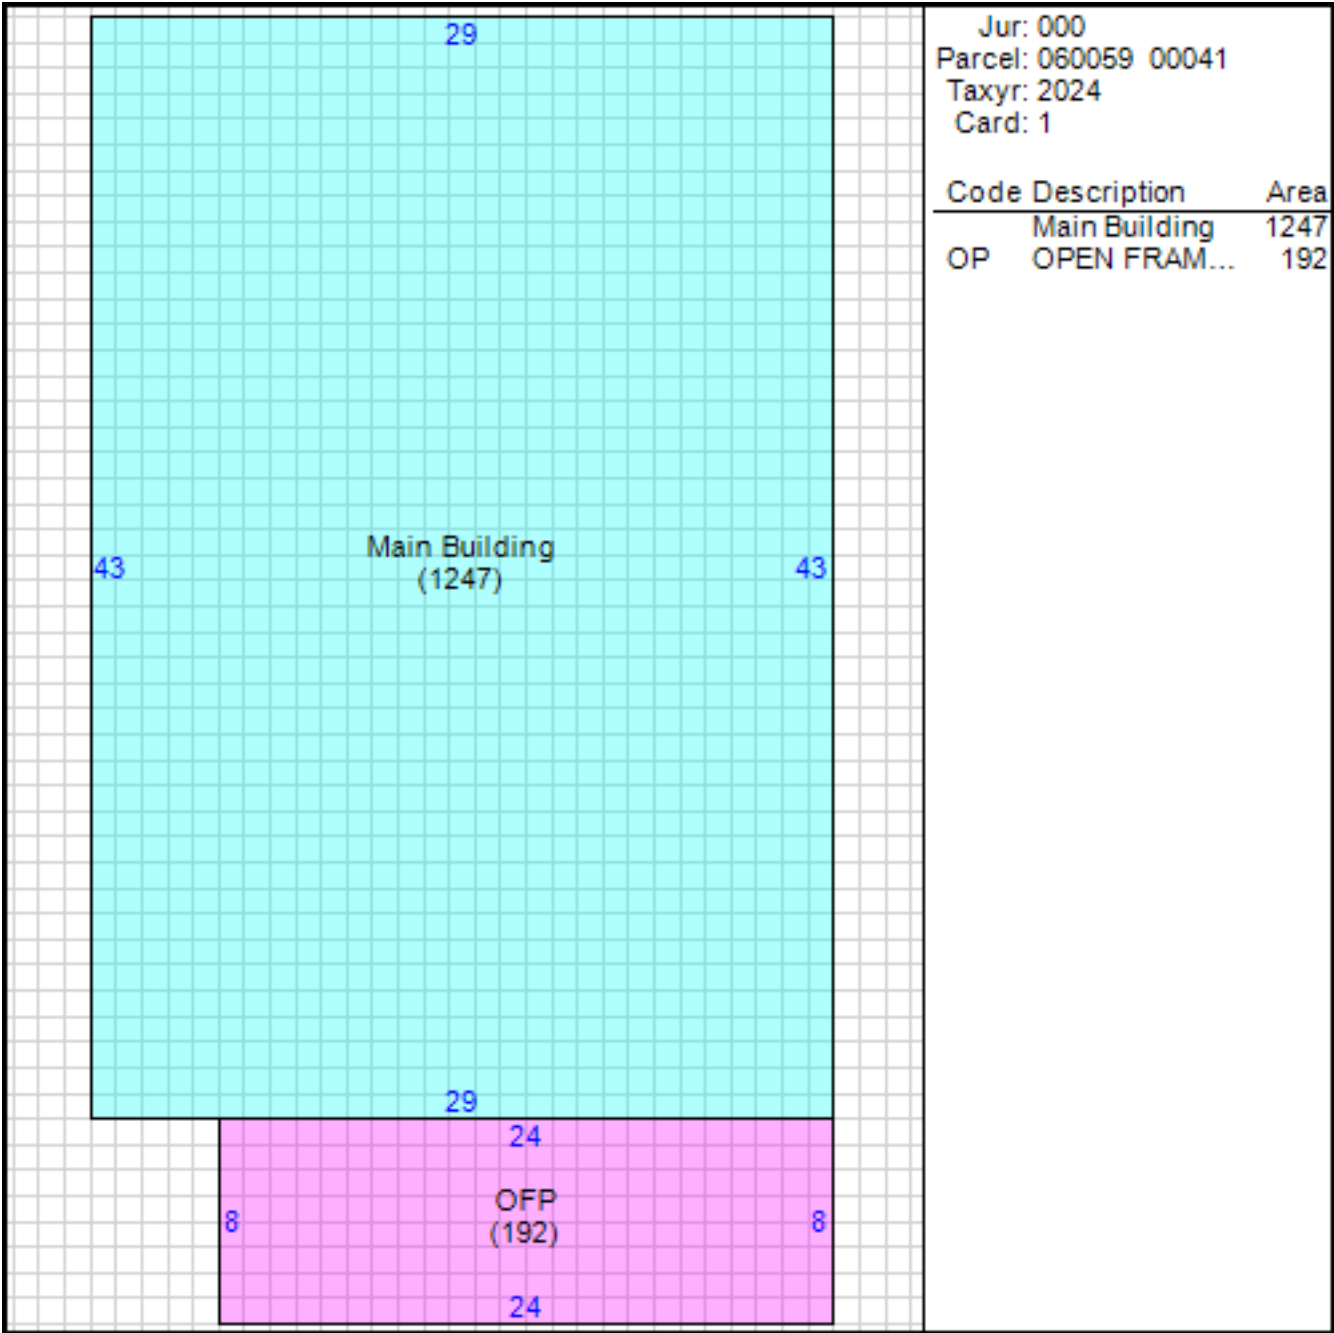 29
43
Main Building
(1247)
43
29
24
OFP
(192)
8
8
24
Jur: 000
Parcel: 060059 00041
Taxyr: 2024
Card: 1
Code Description Area
Main Building 1247
OP OPEN FRAM... 192